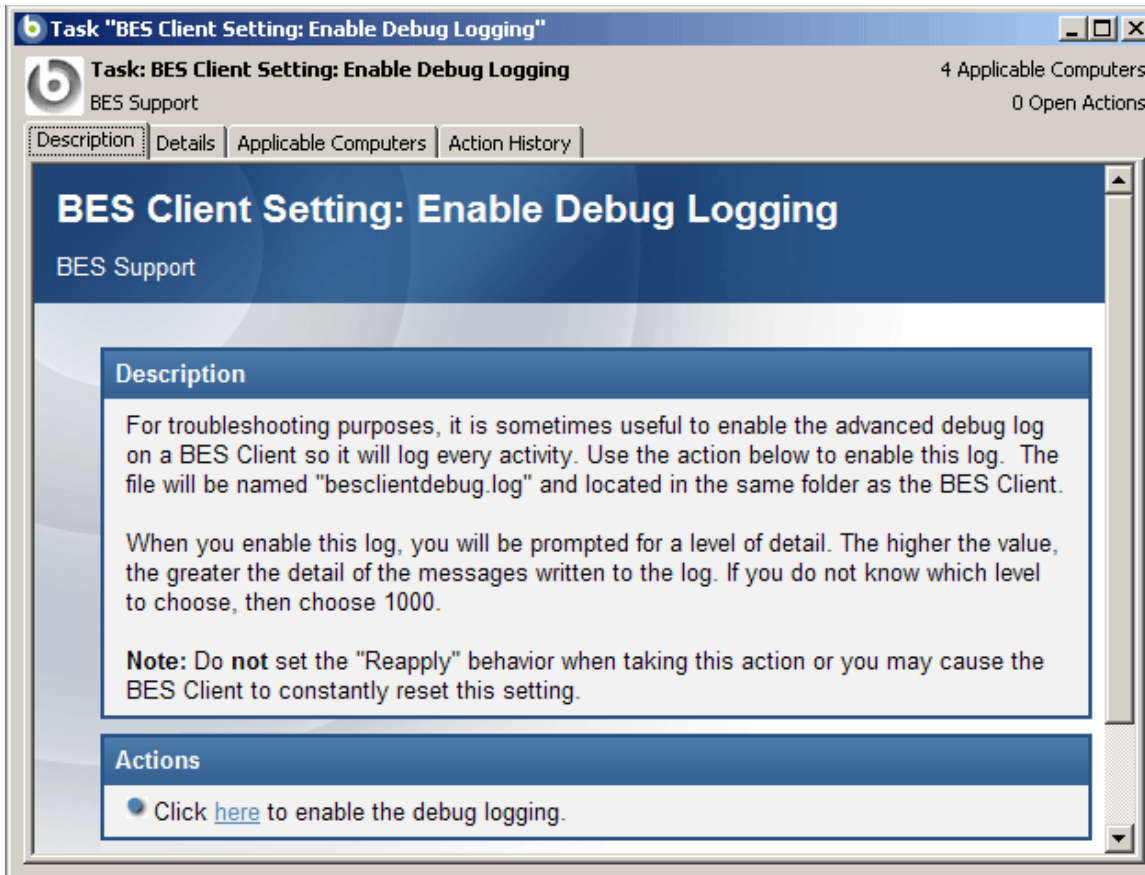 Task "BES Client Setting: Enable Debug Logging"
Task: BES Client Setting: Enable Debug Logging
4 Applicable Computers
BES Support
0 Open Actions
Description
Details
Applicable Computers
Action History
BES Client Setting: Enable Debug Logging
BES Support
Description
For troubleshooting purposes, it is sometimes useful to enable the advanced debug log
on a BES Client so it will log every activity. Use the action below to enable this log.  The
file will be named "besclientdebug.log" and located in the same folder as the BES Client.
When you enable this log, you will be prompted for a level of detail. The higher the value,
the greater the detail of the messages written to the log. If you do not know which level
to choose, then choose 1000.
Note: Do not set the "Reapply" behavior when taking this action or you may cause the
BES Client to constantly reset this setting.
Actions
Click here to enable the debug logging.